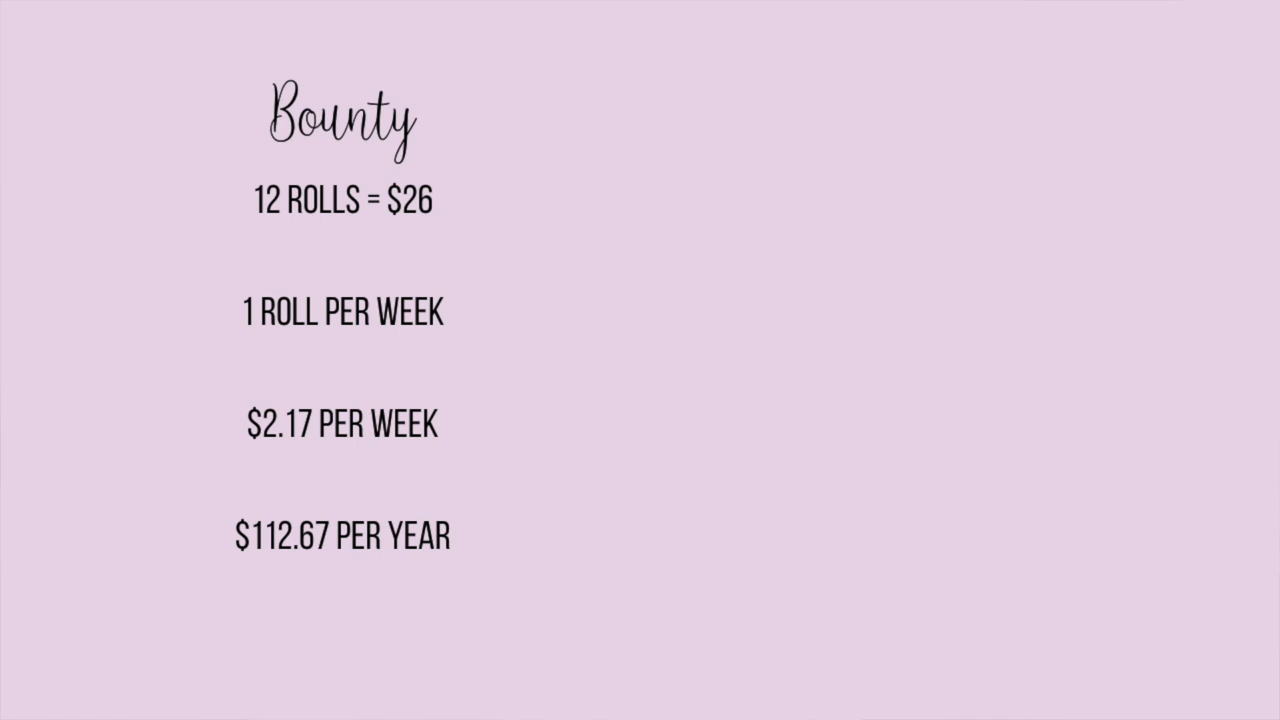 Bounty
12 ROLLS = $26
1 ROLL PER WEEK
$2.17 PER WEEK
$112.67 PER YEAR